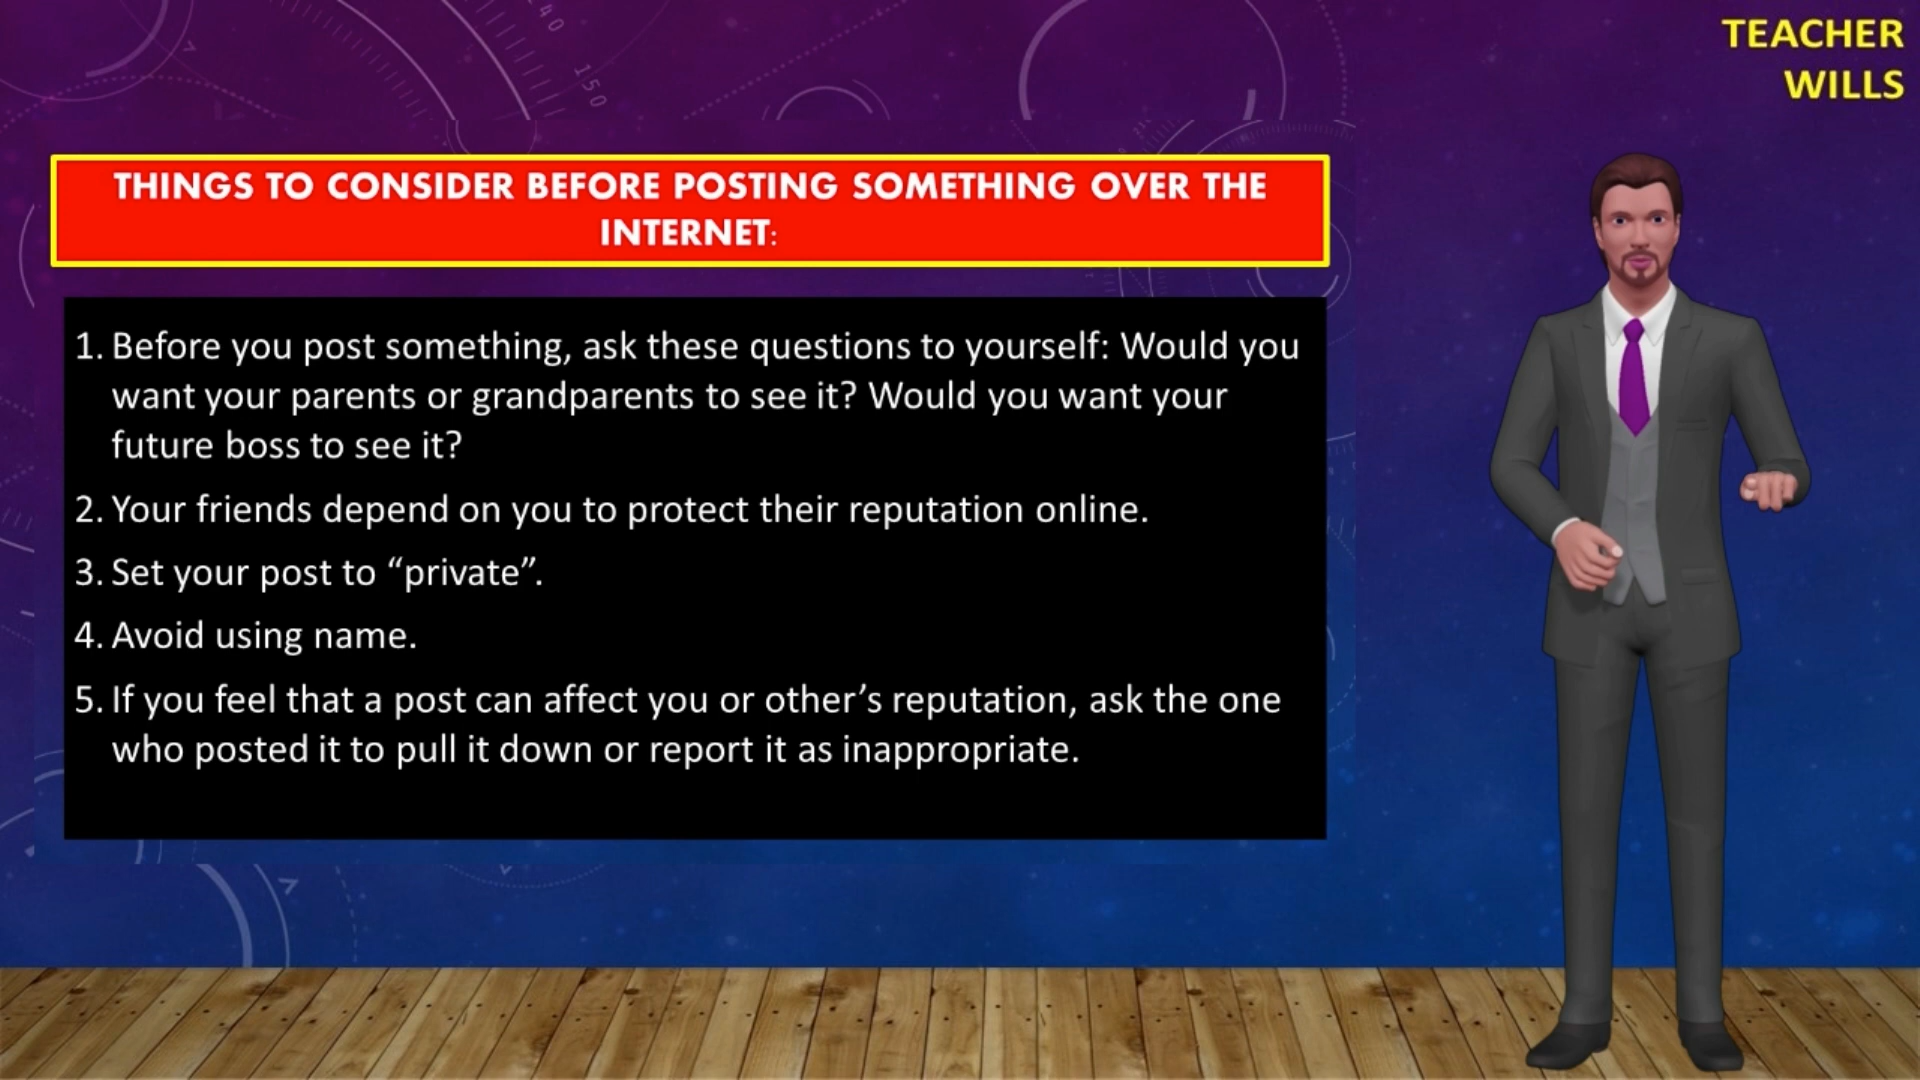 TEACHER
WILLS
THINGS TO CONSIDER BEFORE POSTING SOMETHING OVER THE
INTERNET:
1. Before you post something, ask these questions to yourself: Would you
want your parents or grandparents to see it? Would you want your
future boss to see it?
2. Your friends depend on you to protect their reputation online.
3. Set your post to “private”.
4. Avoid using name.
5. If you feel that a post can affect you or other’s reputation, ask the one
who posted it to pull it down or report it as inappropriate.
40
150